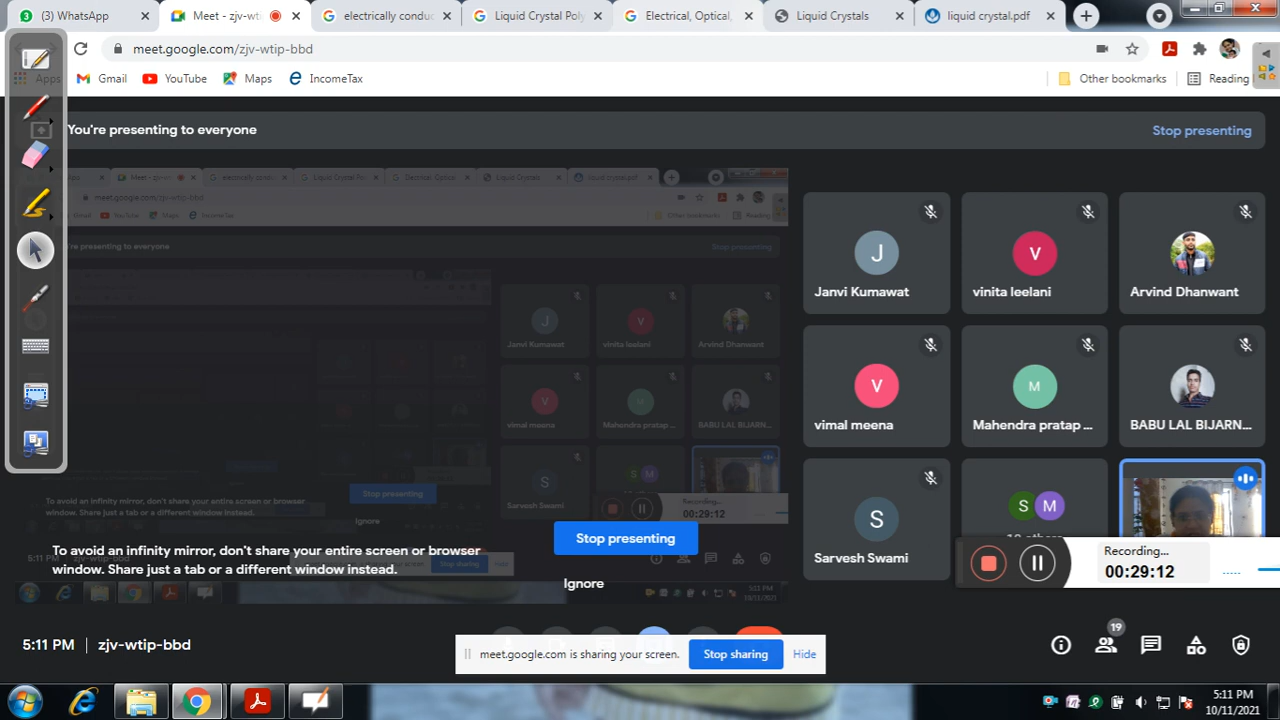 (3) WhatsApp
Meet - zjv-wti
electrically conduc
Liquid Crystal Poly
Electrical, Optical,
Liquid Crystals
liquid crystal.pdf
meet.google.com/zjv-wtip-bbd
Apps
Gmail
YouTube
Maps
IncomeTax
Other bookmarks
Reading
You're presenting to everyone
Stop presenting
Janvi Kumawat
vinita leelani
Arvind Dhanwant
vimal meena
Mahendra pratap ...
BABU LAL BIJARN...
Sarvesh Swami
J
V
V
M
S
S M
Recording...
00:29:12
To avoid an infinity mirror, don't share your entire screen or browser
window. Share just a tab or a different window instead.
Stop presenting
Ignore
5:11 PM | zjv-wtip-bbd
meet.google.com is sharing your screen.
Stop sharing
Hide
19
5:11 PM
10/11/2021